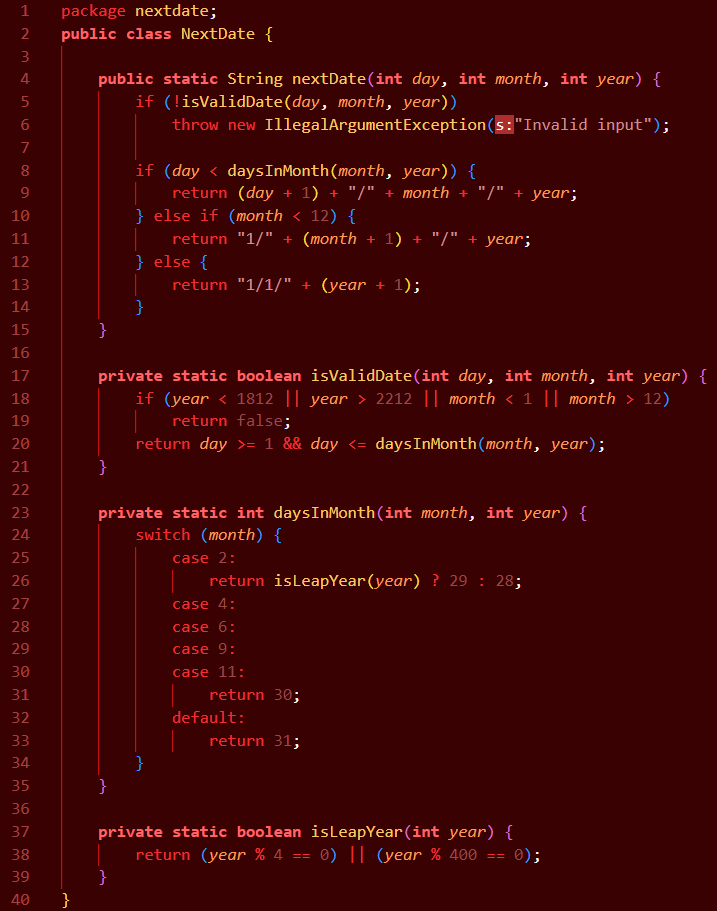 1 package nextdate;
2 public class NextDate {
3
4 public static String nextDate(int day, int month, int year) {
5 if (!isValidDate(day, month, year))
6 throw new IllegalArgumentException(s:"Invalid input");
7
8 if (day < daysInMonth(month, year)) {
9 return (day + 1) + "/" + month + "/" + year;
10 } else if (month < 12) {
11 return "1/" + (month + 1) + "/" + year;
12 } else {
13 return "1/1/" + (year + 1);
14 }
15 }
16
17 private static boolean isValidDate(int day, int month, int year) {
18 if (year < 1812 || year > 2212 || month < 1 || month > 12)
19 return false;
20 return day >= 1 && day <= daysInMonth(month, year);
21 }
22
23 private static int daysInMonth(int month, int year) {
24 switch (month) {
25 case 2:
26 return isLeapYear(year) ? 29 : 28;
27 case 4:
28 case 6:
29 case 9:
30 case 11:
31 return 30;
32 default:
33 return 31;
34 }
35 }
36
37 private static boolean isLeapYear(int year) {
38 return (year % 4 == 0) || (year % 400 == 0);
39 }
40 }